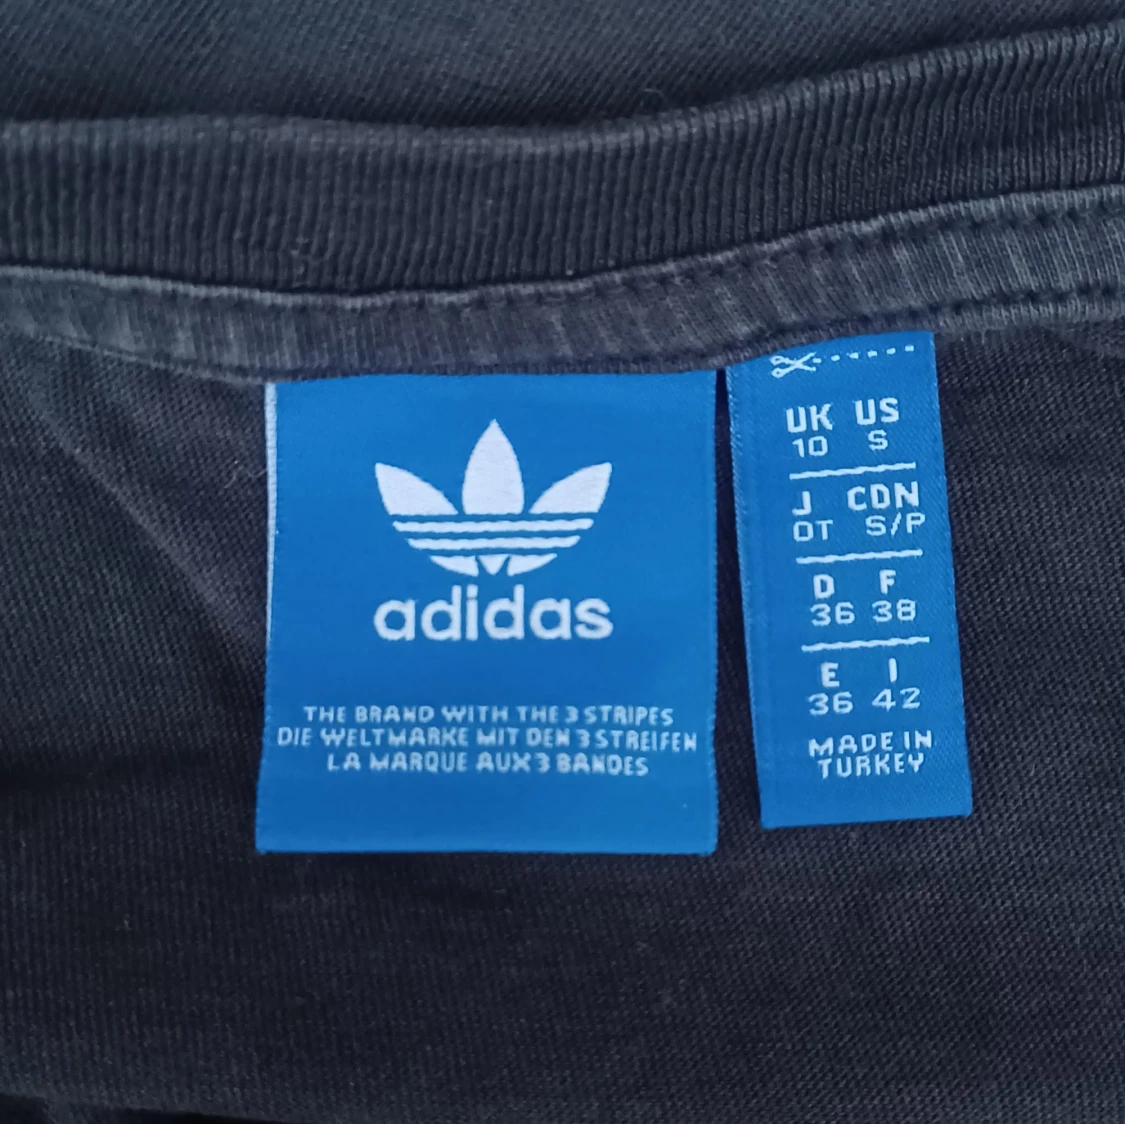 adidas
THE BRAND WITH THE 3 STRIPES
DIE WELTMARKE MIT DEN 3 STREIFEN
LA MARQUE AUX 3 BANDES
UK US
10 S
J CDN
OT S/P
D F
36 38
E I
36 42
MADE IN
TURKEY